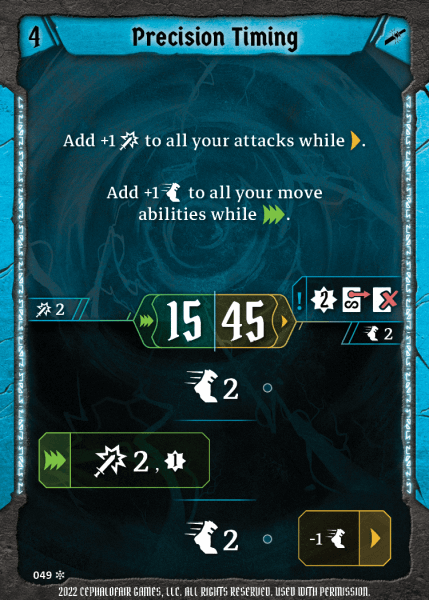 4
Precision Timing
Add +1 to all your attacks while .
Add +1 to all your move
abilities while .
2
15
45
! 2
2
2
2, 1
2
-1
049
2022 CEPHALOFAIR GAMES, LLC. ALL RIGHTS RESERVED. USED WITH PERMISSION.